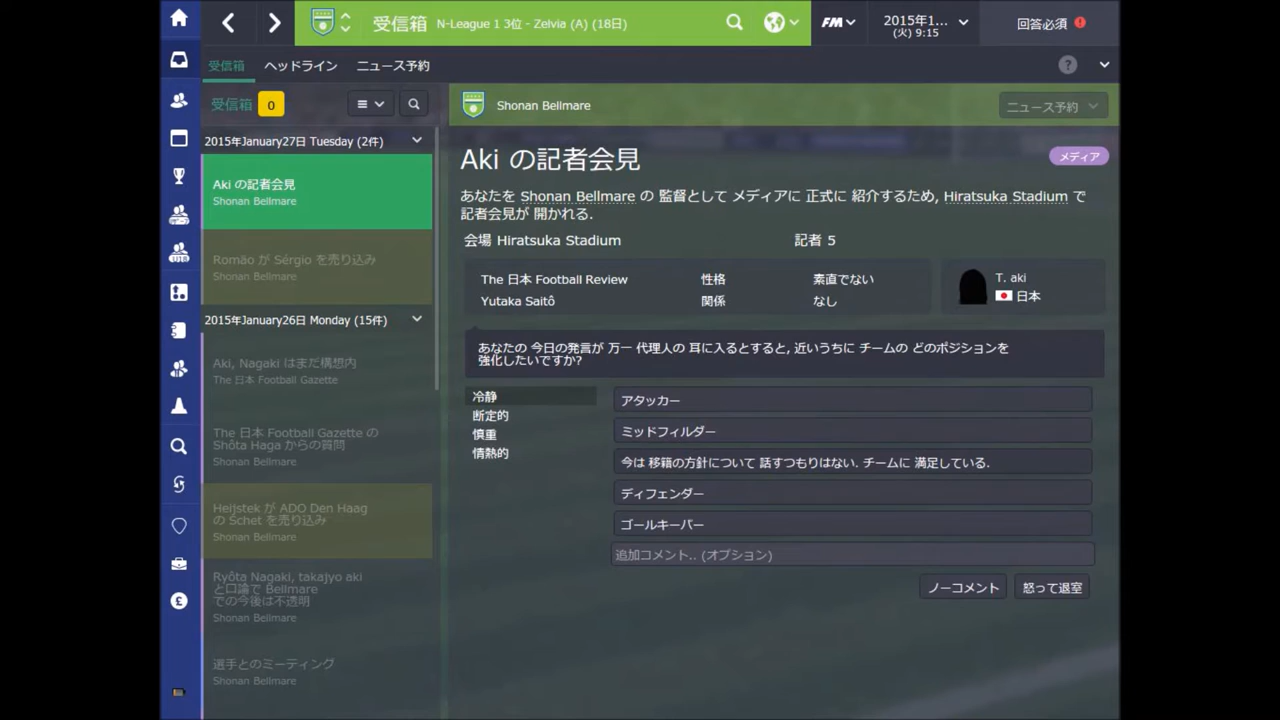 受信箱 N-League 1 3位 - Zelvia (A) (18日)
FM
2015年1...
(火) 9:15
回答必須
受信箱 ヘッドライン ニュース予約
受信箱 0
Shonan Bellmare
ニュース予約
2015年January27日 Tuesday (2件)
Aki の記者会見
Shonan Bellmare
Romão が Sérgio を売り込み
Shonan Bellmare
2015年January26日 Monday (15件)
Aki, Nagaki はまだ構想内
The 日本 Football Gazette
The 日本 Football Gazette の
Shôta Haga からの質問
Shonan Bellmare
Heijstek が ADO Den Haag
の Schet を売り込み
Shonan Bellmare
Ryôta Nagaki, takajyo aki
と口論で Bellmare
での今後は不透明
Shonan Bellmare
選手とのミーティング
Shonan Bellmare
Aki の記者会見
メディア
あなたを Shonan Bellmare の 監督として メディアに 正式に 紹介するため, Hiratsuka Stadium で
記者会見が 開かれる.
会場 Hiratsuka Stadium 記者 5
The 日本 Football Review 性格 素直でない
Yutaka Saitô 関係 なし
T. aki
日本
あなたの 今日の発言が 万一 代理人の 耳に入るとすると, 近いうちに チームの どのポジションを
強化したいですか?
冷静
断定的
慎重
情熱的
アタッカー
ミッドフィルダー
今は 移籍の方針について 話すつもりはない. チームに 満足している.
ディフェンダー
ゴールキーパー
追加コメント.. (オプション)
ノーコメント 怒って退室